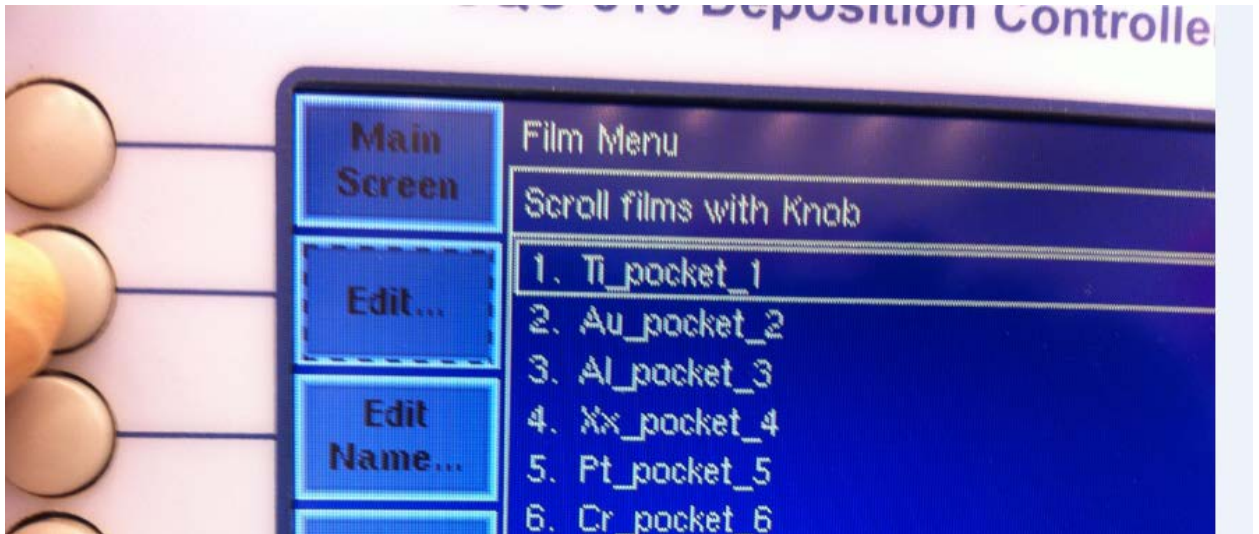 310 Deposition Controlle
Main
Screen
Film Menu
Scroll films with Knob
Edit...
1. Ti_pocket_1
2. Au_pocket_2
3. Al_pocket_3
Edit
Name...
4. Xx_pocket_4
5. Pt_pocket_5
6. Cr_pocket_6